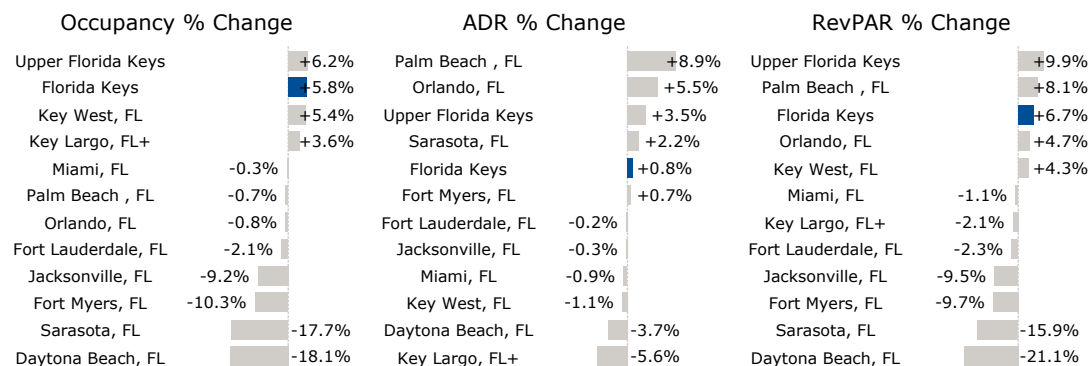 Occupancy % Change
Upper Florida Keys +6.2%
Florida Keys +5.8%
Key West, FL +5.4%
Key Largo, FL+ +3.6%
Miami, FL -0.3%
Palm Beach , FL -0.7%
Orlando, FL -0.8%
Fort Lauderdale, FL -2.1%
Jacksonville, FL -9.2%
Fort Myers, FL -10.3%
Sarasota, FL -17.7%
Daytona Beach, FL -18.1%
ADR % Change
Palm Beach , FL +8.9%
Orlando, FL +5.5%
Upper Florida Keys +3.5%
Sarasota, FL +2.2%
Florida Keys +0.8%
Fort Myers, FL +0.7%
Fort Lauderdale, FL -0.2%
Jacksonville, FL -0.3%
Miami, FL -0.9%
Key West, FL -1.1%
Daytona Beach, FL -3.7%
Key Largo, FL+ -5.6%
RevPAR % Change
Upper Florida Keys +9.9%
Palm Beach , FL +8.1%
Florida Keys +6.7%
Orlando, FL +4.7%
Key West, FL +4.3%
Miami, FL -1.1%
Key Largo, FL+ -2.1%
Fort Lauderdale, FL -2.3%
Jacksonville, FL -9.5%
Fort Myers, FL -9.7%
Sarasota, FL -15.9%
Daytona Beach, FL -21.1%